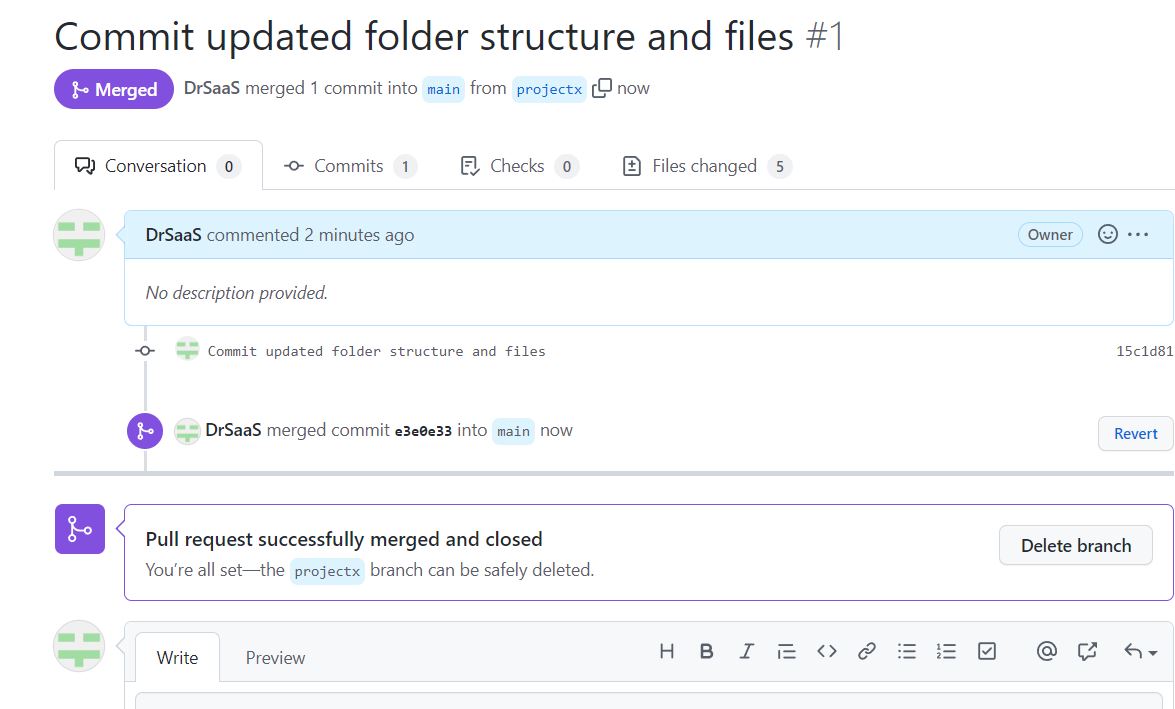 Commit updated folder structure and files #1
Merged DrSaaS merged 1 commit into main from projectx now
Conversation 0 Commits 1 Checks 0 Files changed 5
DrSaaS commented 2 minutes ago Owner
No description provided.
Commit updated folder structure and files 15c1d81
DrSaaS merged commit e3e0e33 into main now Revert
Pull request successfully merged and closed
You’re all set—the projectx branch can be safely deleted. Delete branch
Write Preview